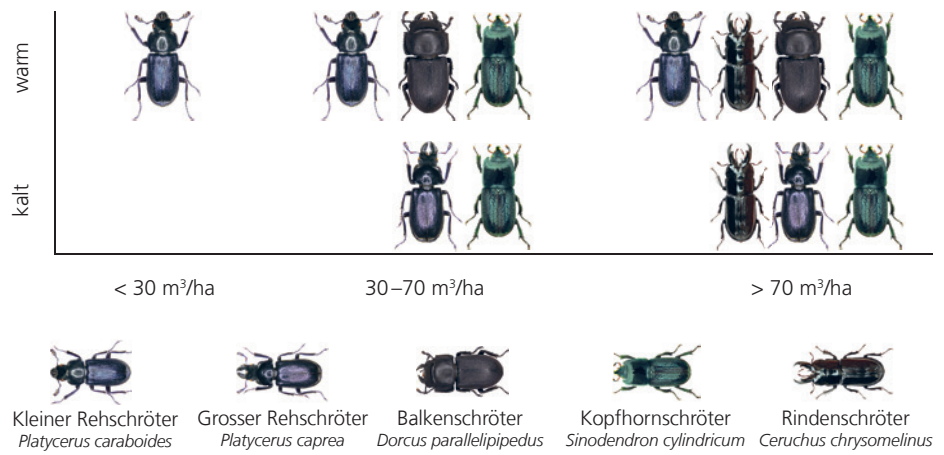 warm
kalt
< 30 m³/ha
30–70 m³/ha
> 70 m³/ha
Kleiner Rehschröter
Platycerus caraboides
Grosser Rehschröter
Platycerus caprea
Balkenschröter
Dorcus parallelipipedus
Kopfhornschröter
Sinodendron cylindricum
Rindenschröter
Ceruchus chrysomelinus